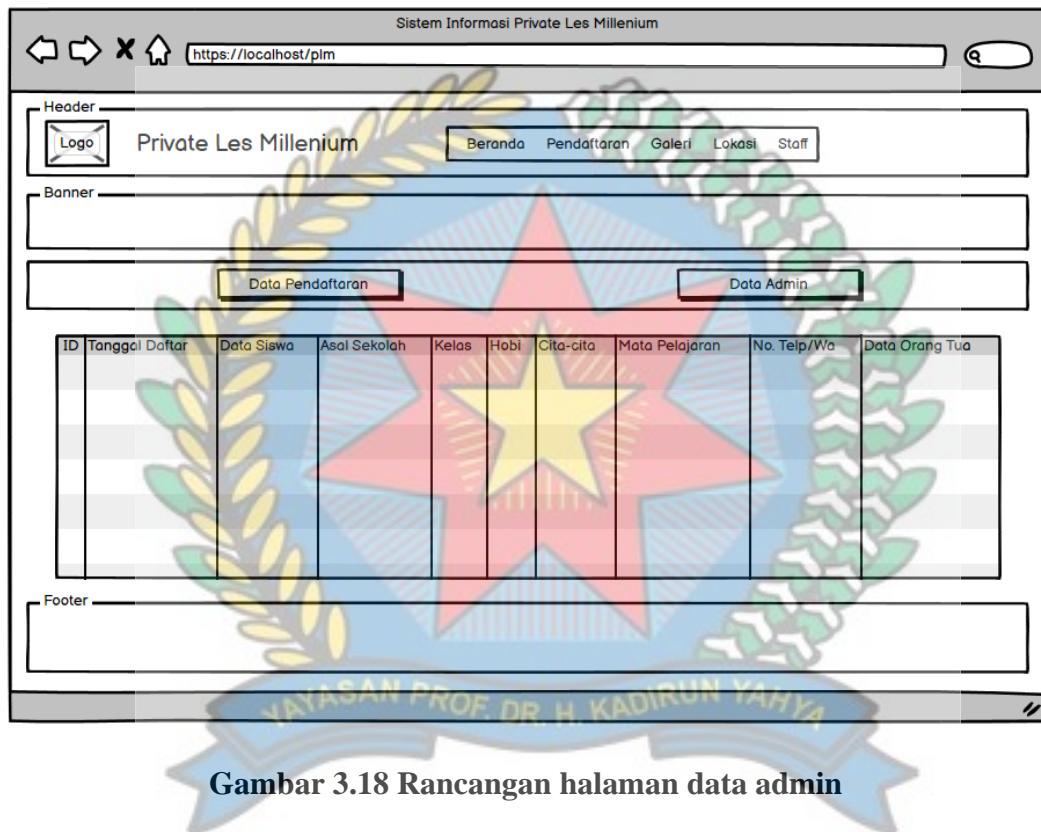 Sistem Informasi Private Les Millenium
https://localhost/plm
Header
Logo
Private Les Millenium
Beranda Pendaftaran Galeri Lokasi Staff
Banner
Data Pendaftaran Data Admin
ID Tanggal Daftar Data Siswa Asal Sekolah Kelas Hobi Cita-cita Mata Pelajaran No. Telp/Wa Data Orang Tua
Footer
YAYASAN PROF. DR. H. KADIRUN YAHYA
Gambar 3.18 Rancangan halaman data admin